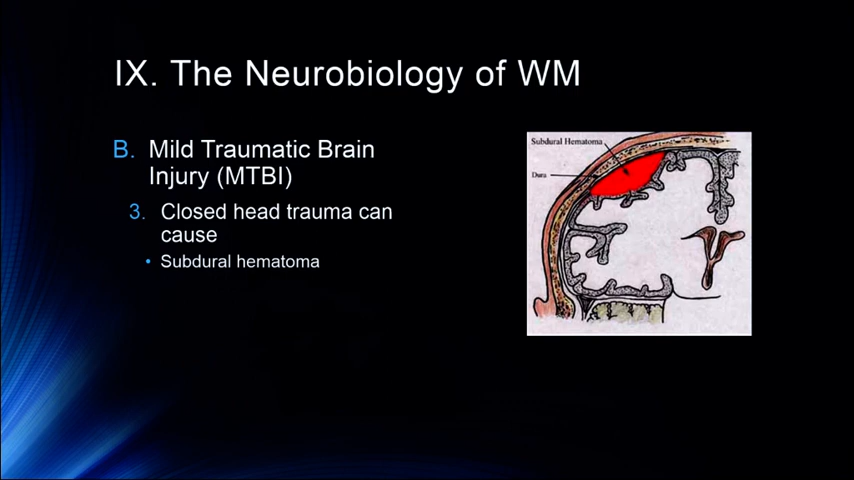 IX. The Neurobiology of WM
B. Mild Traumatic Brain
Injury (MTBI)
3. Closed head trauma can
cause
• Subdural hematoma
Subdural Hematoma
Dura